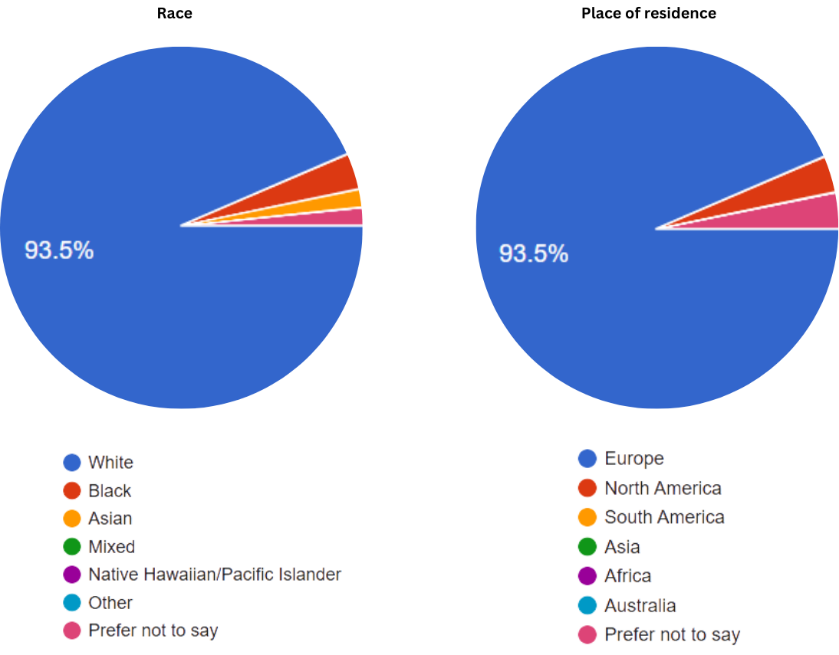 Race
93.5%
White
Black
Asian
Mixed
Native Hawaiian/Pacific Islander
Other
Prefer not to say
Place of residence
93.5%
Europe
North America
South America
Asia
Africa
Australia
Prefer not to say